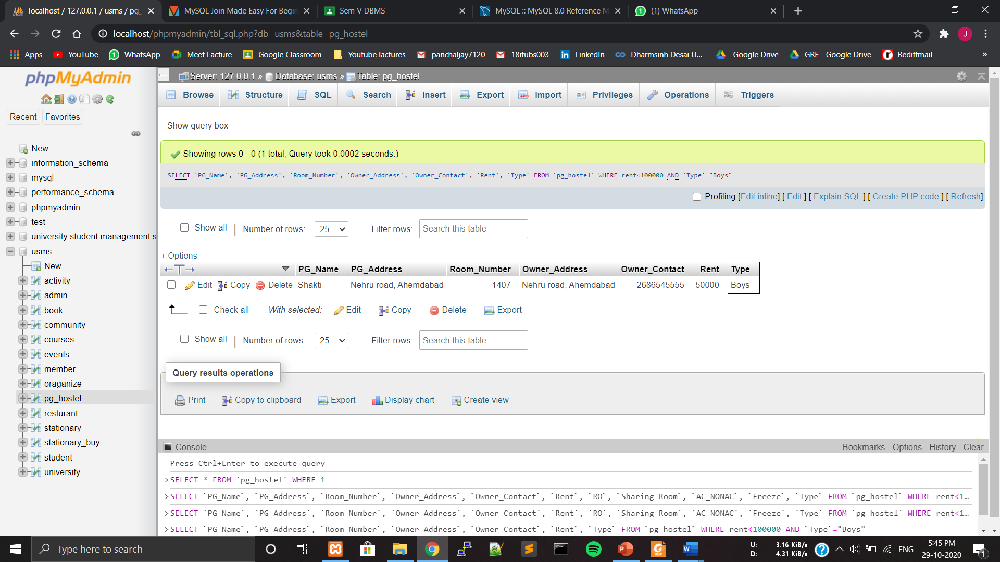 localhost / 127.0.0.1 / usms / pg_
MySQL Join Made Easy For Begin
Sem V DBMS
MySQL :: MySQL 8.0 Reference M
(1) WhatsApp
localhost/phpmyadmin/tbl_sql.php?db=usms&table=pg_hostel
J
Apps YouTube WhatsApp Meet Lacture Google Classroom Youtube lactures panchaljay7120 18itubs003 LinkedIn Dharmsinh Desai U... Google Drive GRE - Google Drive Rediffmail »
phpMyAdmin
Recent Favorites
New
information_schema
mysql
performance_schema
phpmyadmin
test
university student management s
usms
New
activity
admin
book
community
courses
events
member
oraganize
pg_hostel
resturant
stationary
stationary_buy
student
university
Server: 127.0.0.1 » Database: usms » Table: pg_hostel
Browse Structure SQL Search Insert Export Import Privileges Operations Triggers
Show query box
Showing rows 0 - 0 (1 total, Query took 0.0002 seconds.)
SELECT `PG_Name`, `PG_Address`, `Room_Number`, `Owner_Address`, `Owner_Contact`, `Rent`, `Type` FROM `pg_hostel` WHERE rent<100000 AND `Type`="Boys"
Profiling [Edit inline] [ Edit ] [ Explain SQL ] [ Create PHP code ] [ Refresh]
Show all | Number of rows: 25 Filter rows: Search this table
+ Options
←T→ PG_Name PG_Address Room_Number Owner_Address Owner_Contact Rent Type
Edit Copy Delete Shakti Nehru road, Ahemdabad 1407 Nehru road, Ahemdabad 2686545555 50000 Boys
Check all With selected: Edit Copy Delete Export
Show all | Number of rows: 25 Filter rows: Search this table
Query results operations
Print Copy to clipboard Export Display chart Create view
Console Bookmarks Options History Clear
Press Ctrl+Enter to execute query
>SELECT * FROM `pg_hostel` WHERE 1
>SELECT `PG_Name`, `PG_Address`, `Room_Number`, `Owner_Address`, `Owner_Contact`, `Rent`, `RO`, `Sharing Room`, `AC_NONAC`, `Freeze`, `Type` FROM `pg_hostel` WHERE rent<1...
>SELECT `PG_Name`, `PG_Address`, `Room_Number`, `Owner_Address`, `Owner_Contact`, `Rent`, `RO`, `Sharing Room`, `AC_NONAC`, `Freeze`, `Type` FROM `pg_hostel` WHERE rent<1...
>SELECT `PG_Name`, `PG_Address`, `Room_Number`, `Owner_Address`, `Owner_Contact`, `Rent`, `Type` FROM `pg_hostel` WHERE rent<100000 AND `Type`="Boys"
Type here to search
U: 3.16 KiB/s
D: 4.31 KiB/s
ENG
5:45 PM
29-10-2020
1